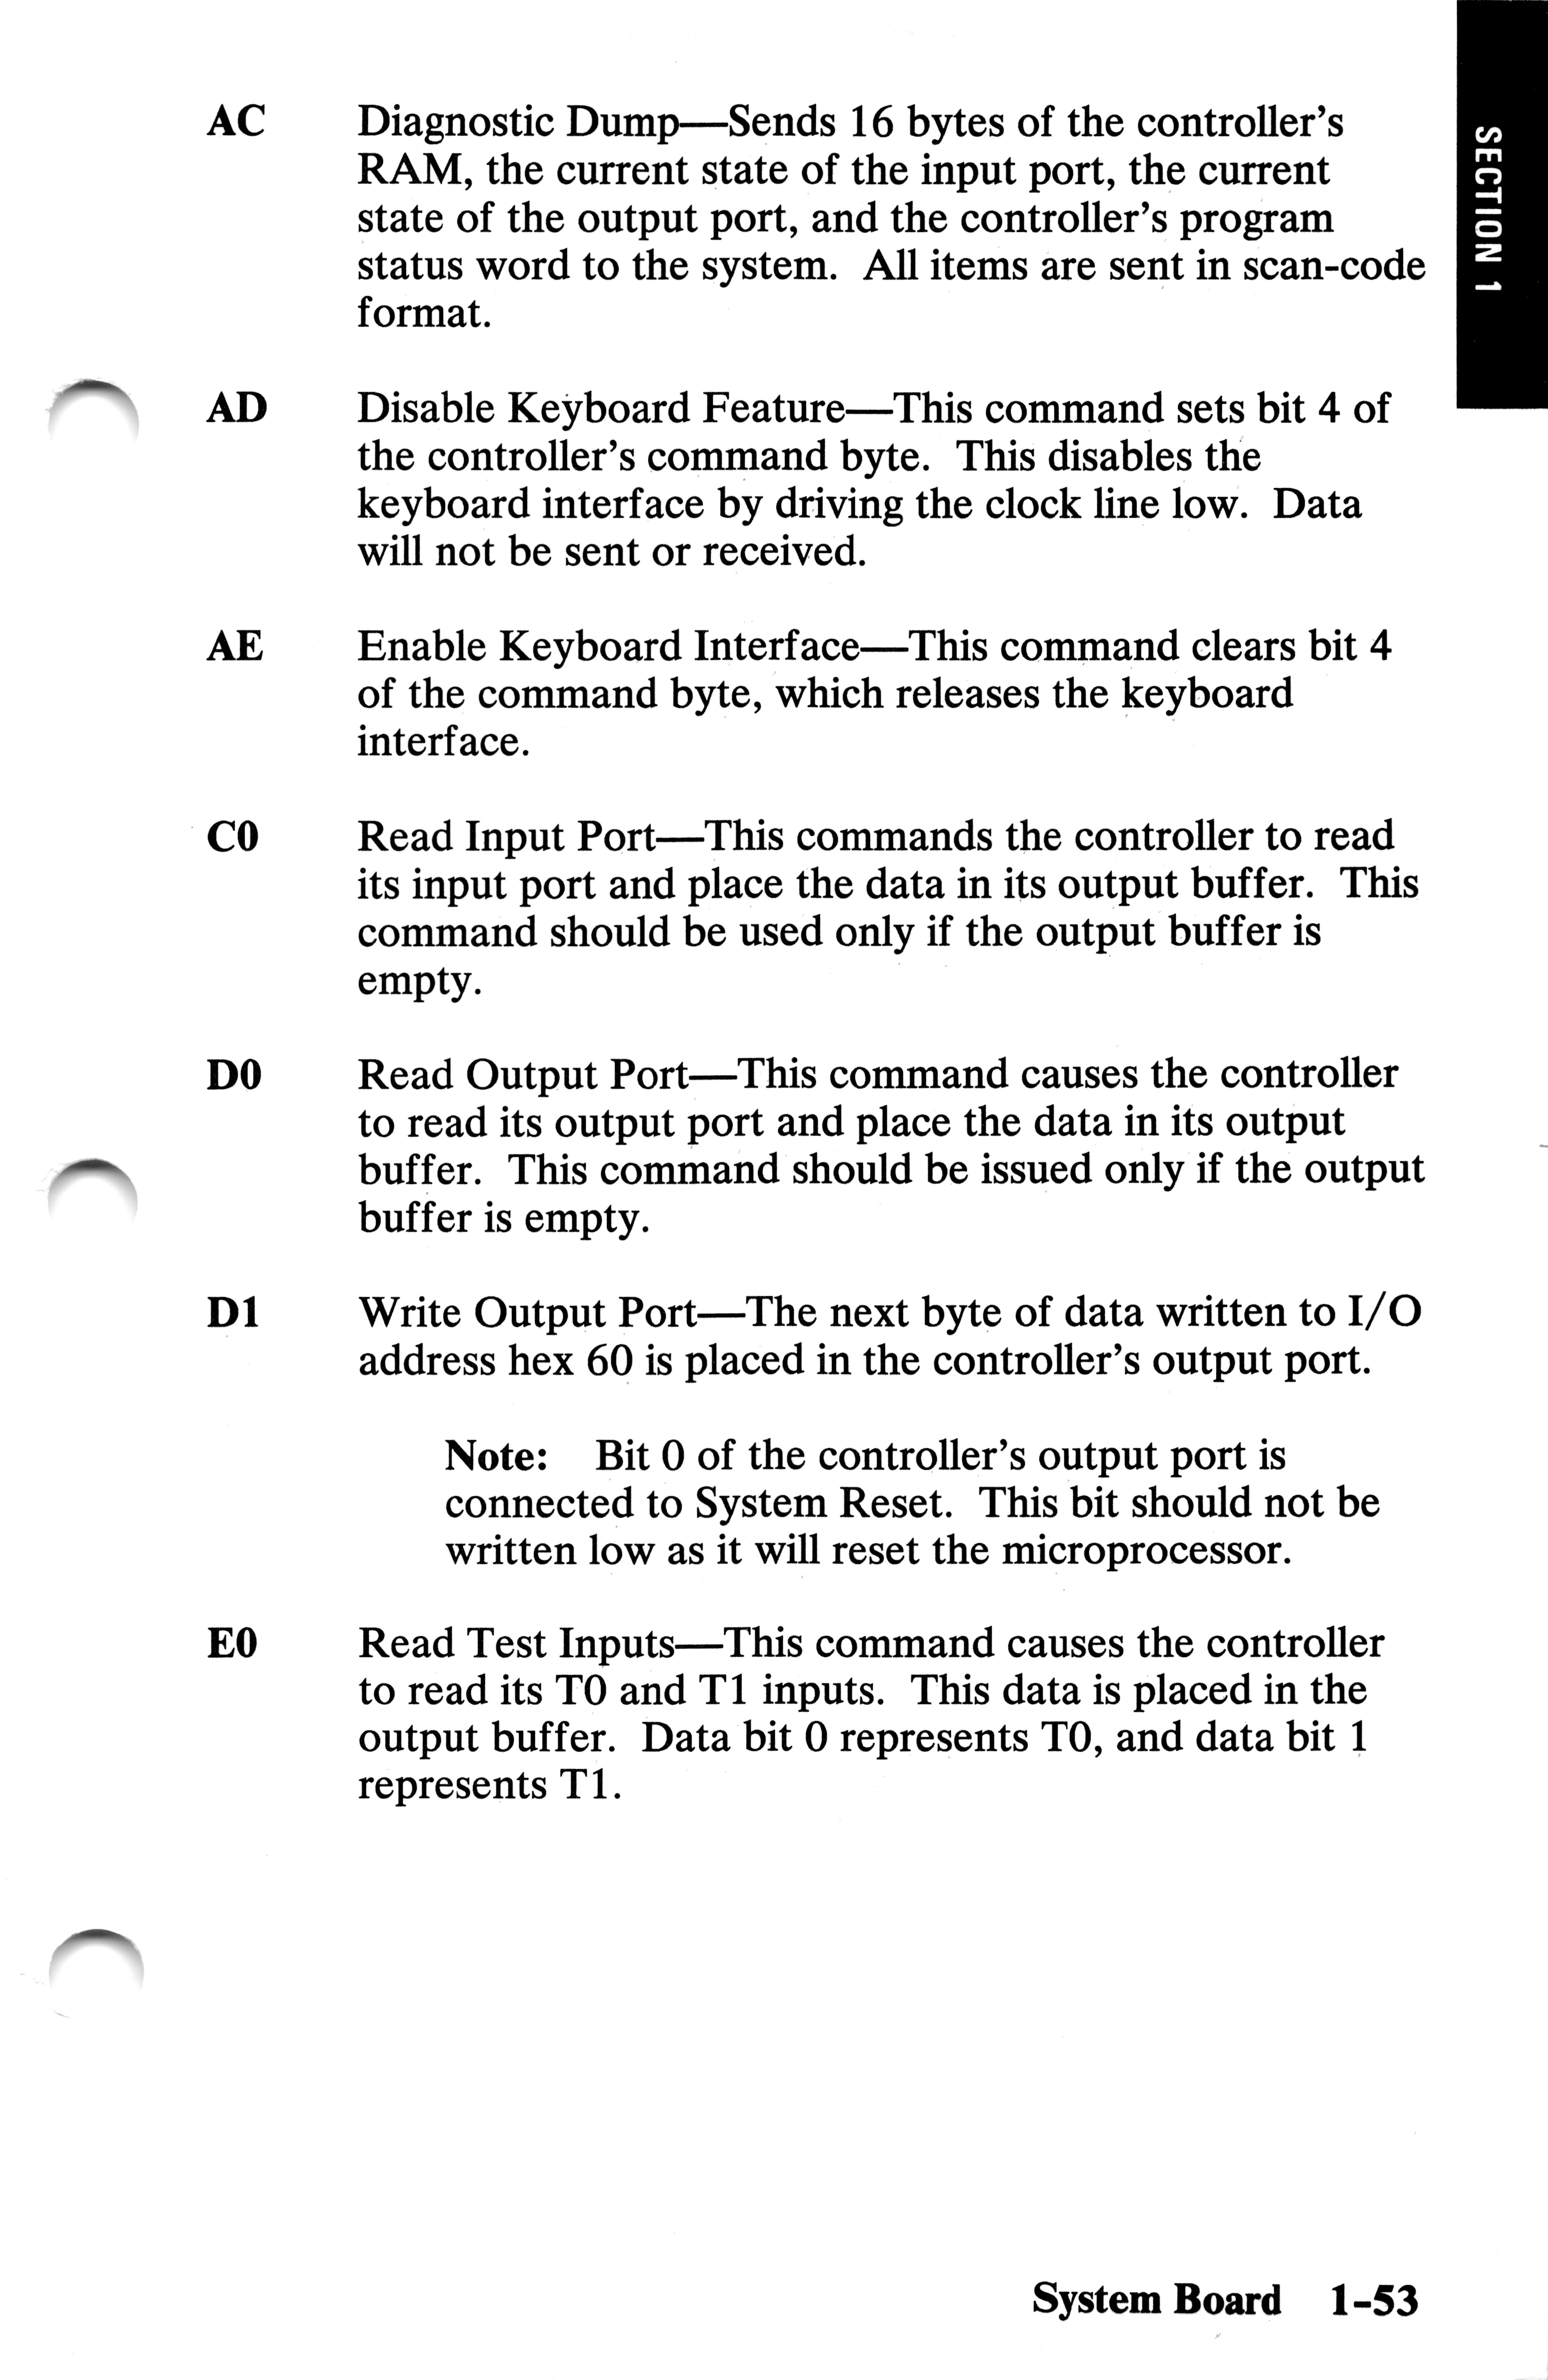 SECTION 1
AC Diagnostic Dump—Sends 16 bytes of the controller's
RAM, the current state of the input port, the current
state of the output port, and the controller's program
status word to the system. All items are sent in scan-code
format.
AD Disable Keyboard Feature—This command sets bit 4 of
the controller's command byte. This disables the
keyboard interface by driving the clock line low. Data
will not be sent or received.
AE Enable Keyboard Interface—This command clears bit 4
of the command byte, which releases the keyboard
interface.
C0 Read Input Port—This commands the controller to read
its input port and place the data in its output buffer. This
command should be used only if the output buffer is
empty.
D0 Read Output Port—This command causes the controller
to read its output port and place the data in its output
buffer. This command should be issued only if the output
buffer is empty.
D1 Write Output Port—The next byte of data written to I/O
address hex 60 is placed in the controller's output port.
Note: Bit 0 of the controller's output port is
connected to System Reset. This bit should not be
written low as it will reset the microprocessor.
E0 Read Test Inputs—This command causes the controller
to read its T0 and T1 inputs. This data is placed in the
output buffer. Data bit 0 represents T0, and data bit 1
represents T1.
System Board 1-53